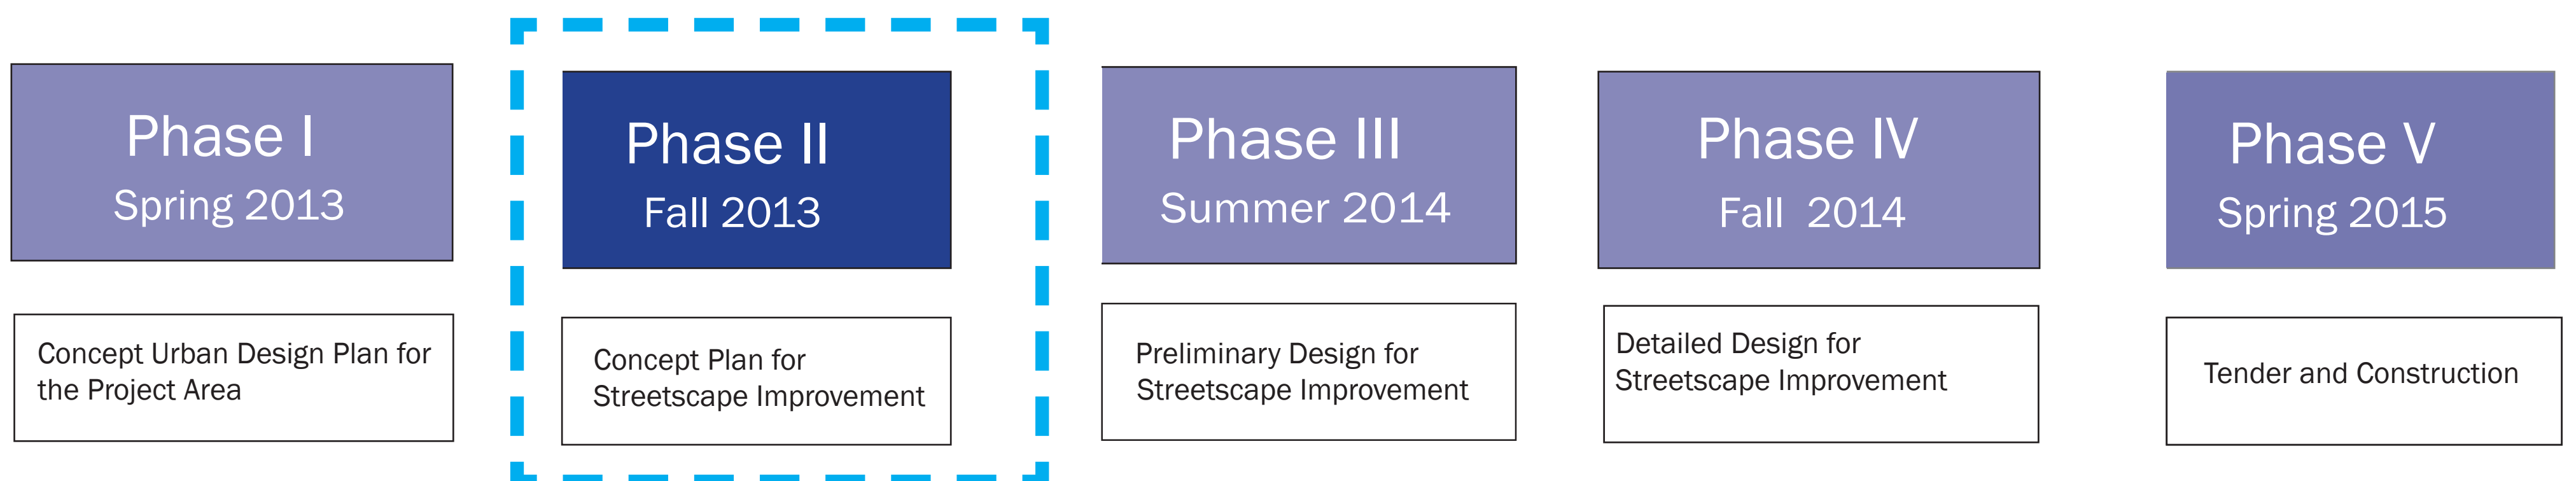 Phase I
Spring 2013
Concept Urban Design Plan for
the Project Area
Phase II
Fall 2013
Concept Plan for
Streetscape Improvement
Phase III
Summer 2014
Preliminary Design for
Streetscape Improvement
Phase IV
Fall  2014
Detailed Design for
Streetscape Improvement
Phase V
Spring 2015
Tender and Construction